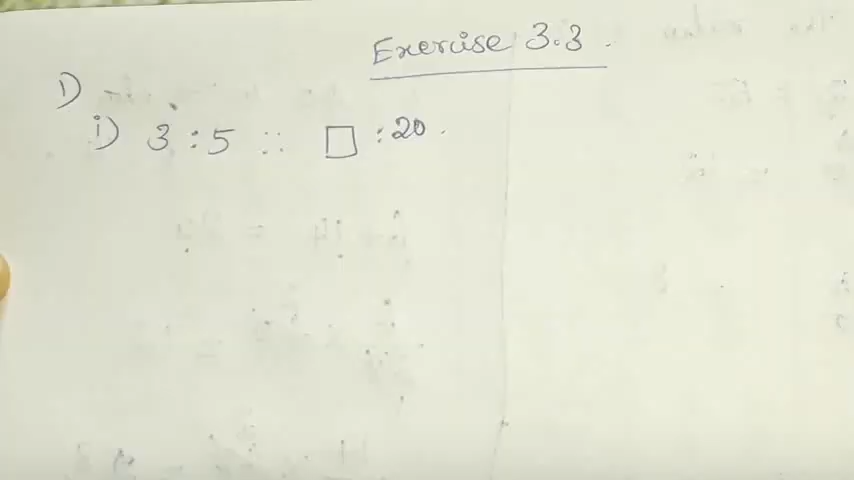 Exercise 3.3.
1)
i) 3 : 5 :: □ : 20.